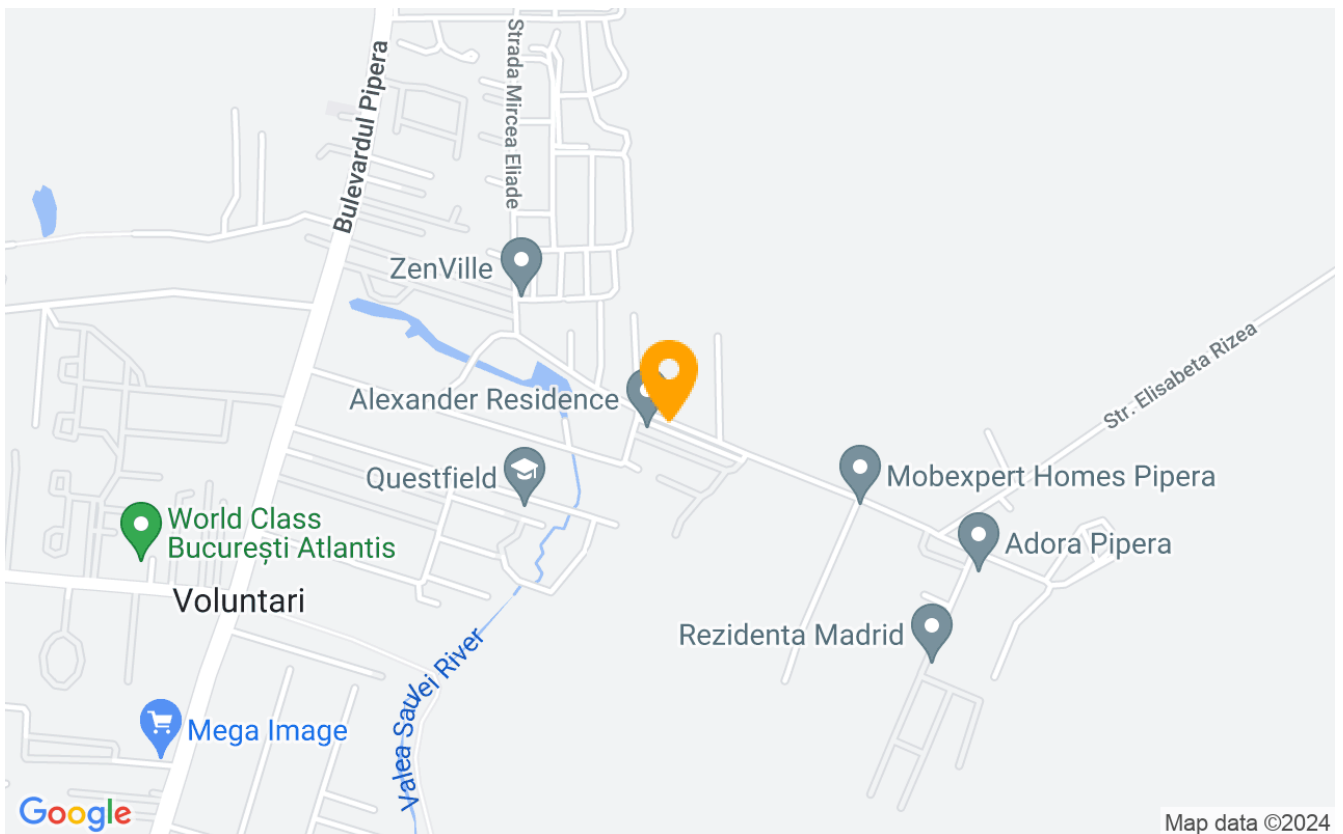 Strada Mircea Eliade
Bulevardul Pipera
ZenVille
Str. Elisabeta Rizea
Alexander Residence
Questfield
Mobexpert Homes Pipera
World Class
București Atlantis
Adora Pipera
Voluntari
Rezidenta Madrid
Valea Saulei River
Mega Image
Google
Map data ©2024